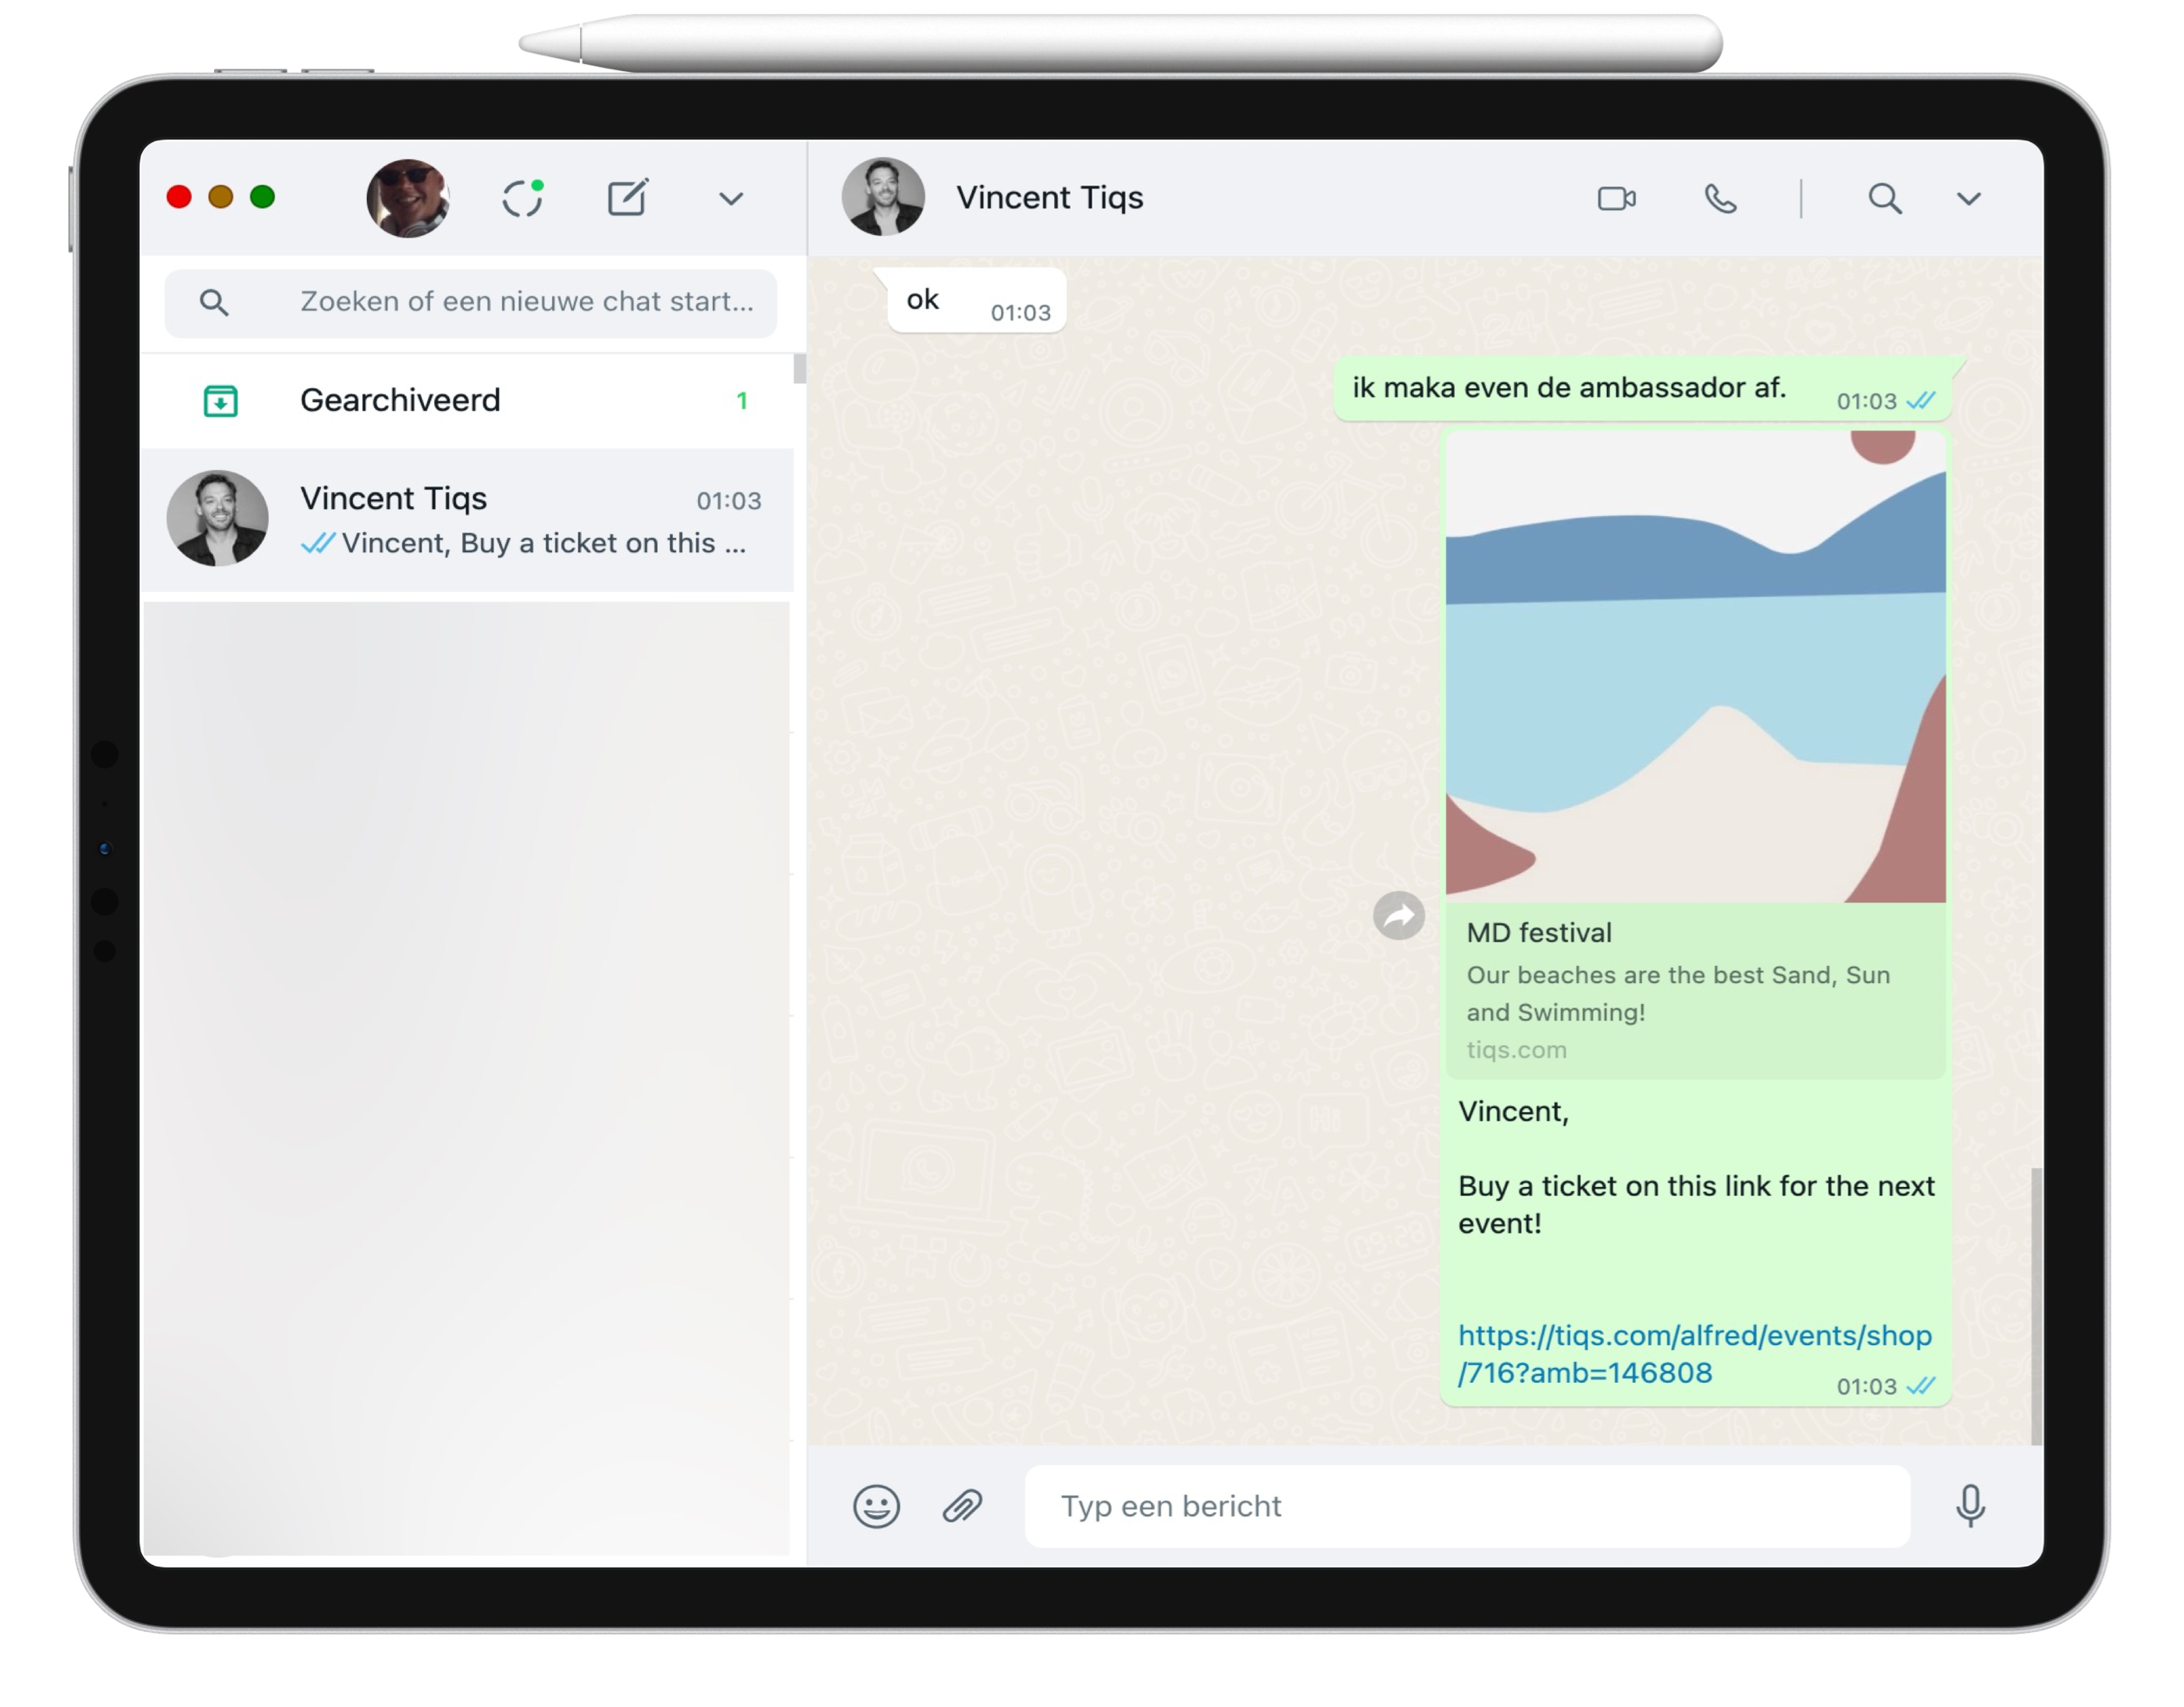 Vincent Tiqs
Zoeken of een nieuwe chat start...
Gearchiveerd
1
Vincent Tiqs
01:03
Vincent, Buy a ticket on this ...
ok
01:03
ik maka even de ambassador af.
01:03
MD festival
Our beaches are the best Sand, Sun
and Swimming!
tiqs.com
Vincent,
Buy a ticket on this link for the next
event!
https://tiqs.com/alfred/events/shop
/716?amb=146808
01:03
Typ een bericht